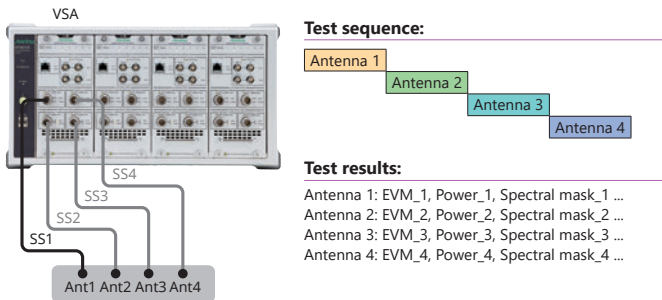 VSA
SS4
SS3
SS2
SS1
Ant1 Ant2 Ant3 Ant4
Test sequence:
Antenna 1
Antenna 2
Antenna 3
Antenna 4
Test results:
Antenna 1: EVM_1, Power_1, Spectral mask_1 ...
Antenna 2: EVM_2, Power_2, Spectral mask_2 ...
Antenna 3: EVM_3, Power_3, Spectral mask_3 ...
Antenna 4: EVM_4, Power_4, Spectral mask_4 ...